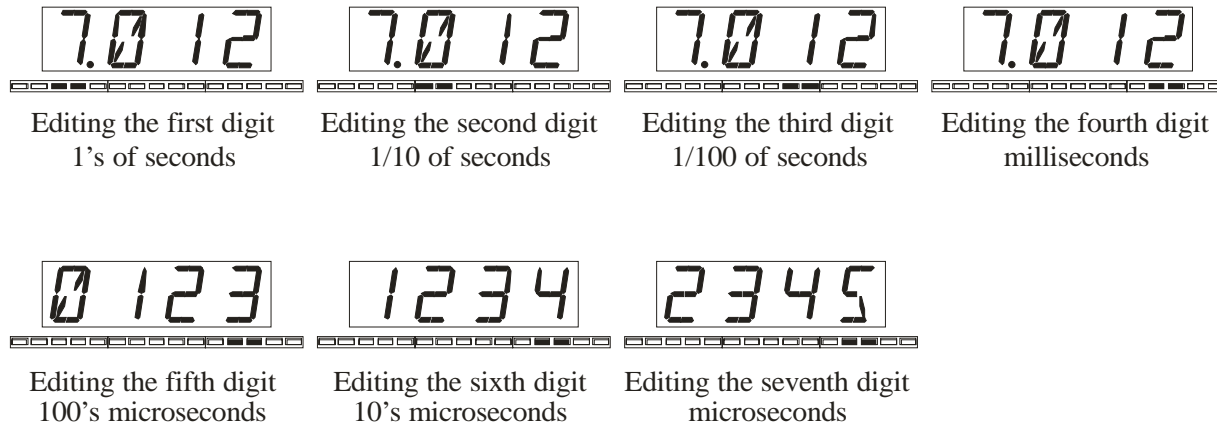 7.012 7.012 7.012 7.012
Editing the first digit Editing the second digit Editing the third digit Editing the fourth digit
1's of seconds 1/10 of seconds 1/100 of seconds milliseconds
0123 1234 2345
Editing the fifth digit Editing the sixth digit Editing the seventh digit
100's microseconds 10's microseconds microseconds